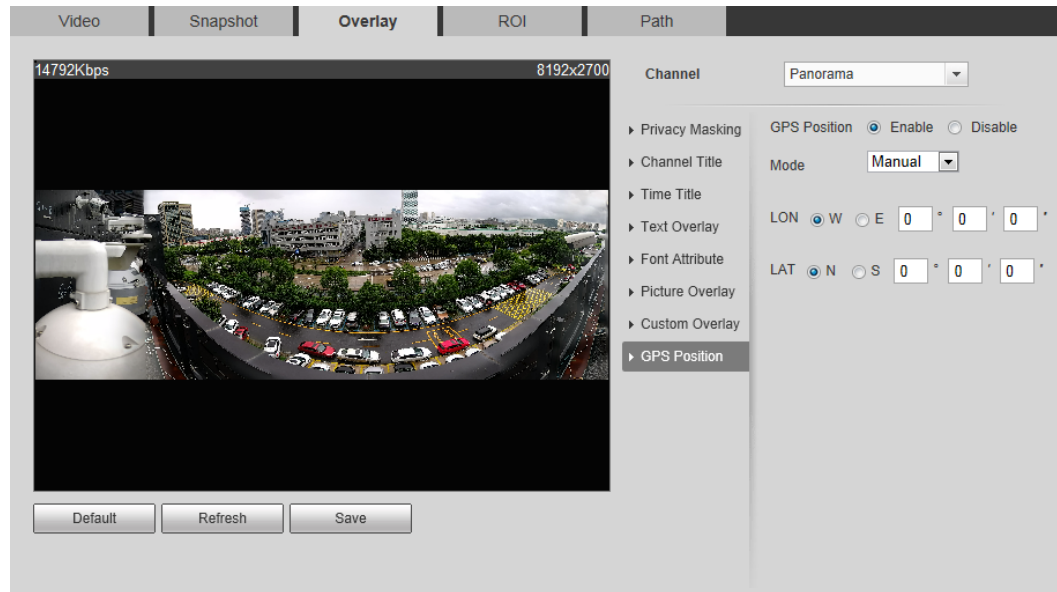 Video Snapshot Overlay ROI Path
14792Kbps 8192x2700
Channel Panorama
Privacy Masking
Channel Title
Time Title
Text Overlay
Font Attribute
Picture Overlay
Custom Overlay
GPS Position
GPS Position Enable Disable
Mode Manual
LON W E 0 ° 0 ′ 0 ″
LAT N S 0 ° 0 ′ 0 ″
Default Refresh Save